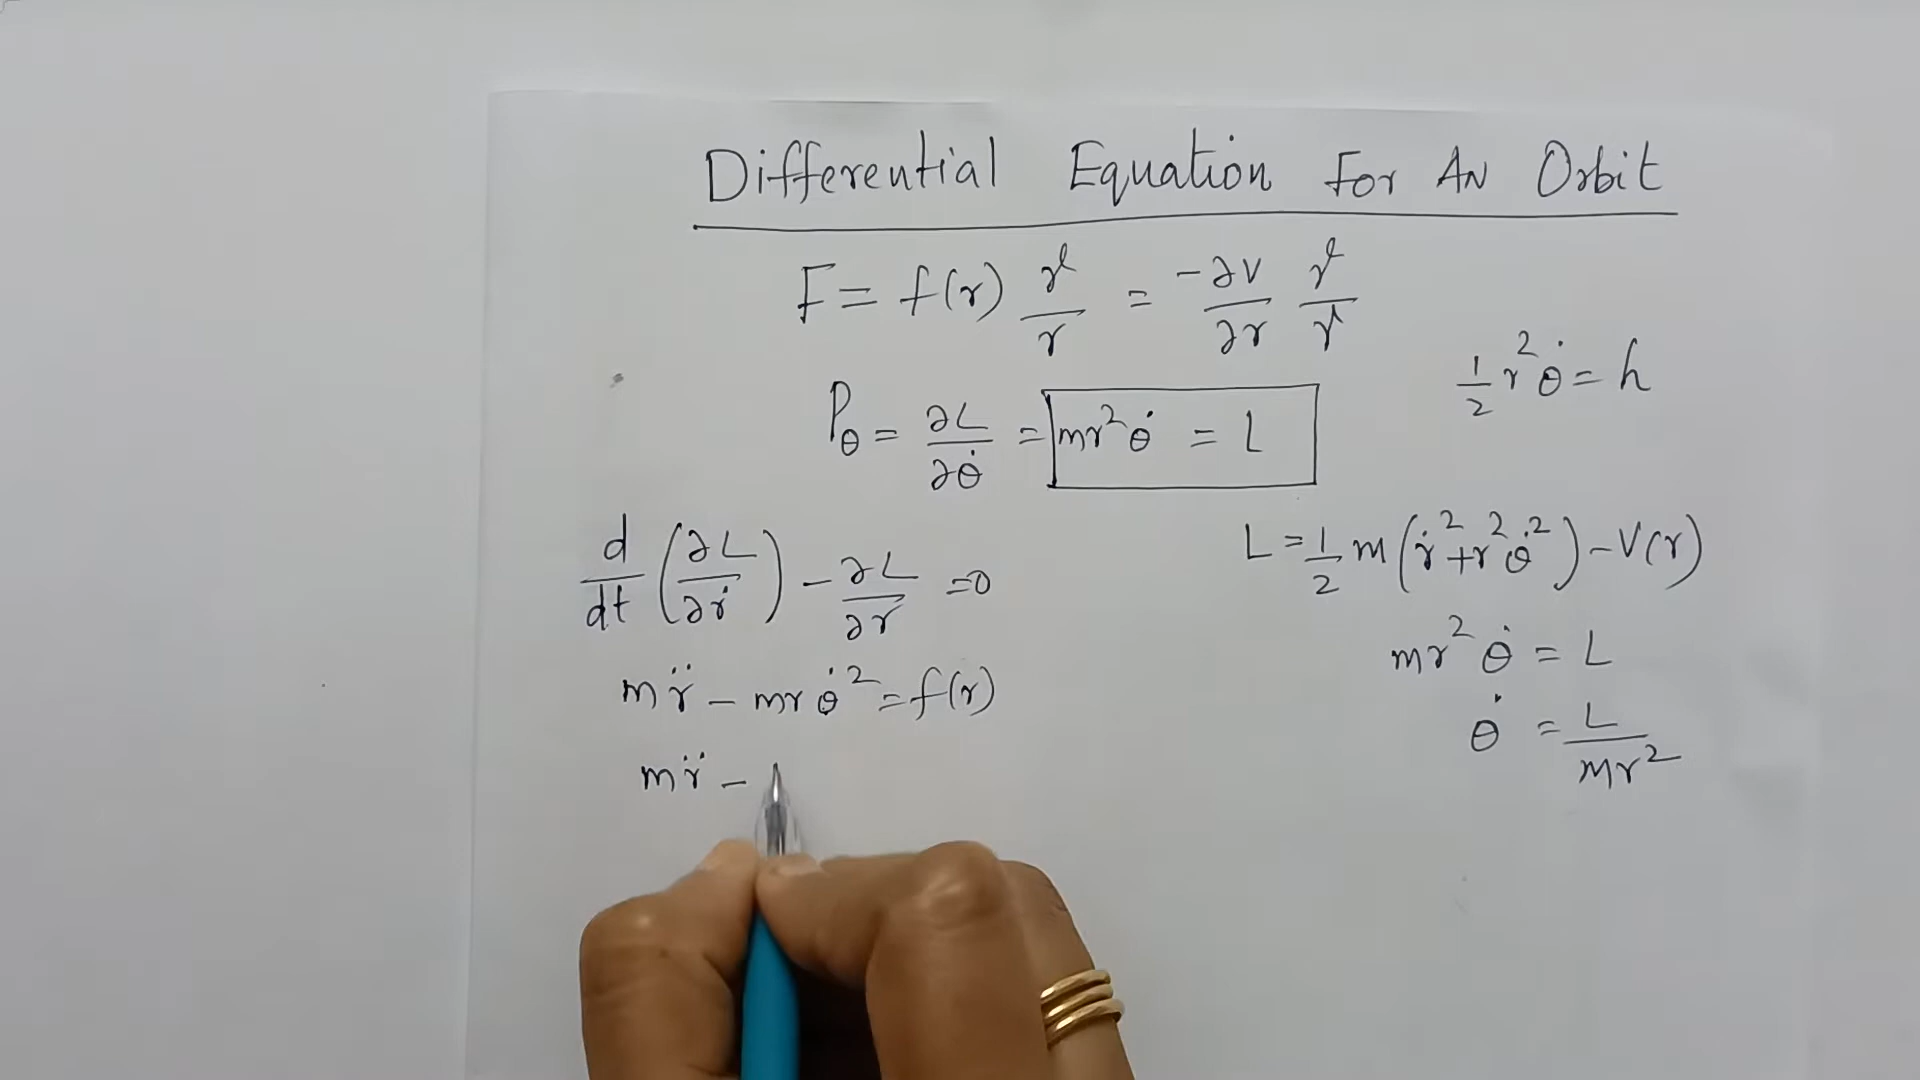 Differential Equation For An Orbit
F = f(r) r/r = -∂V/∂r r/r
1/2 r²θ̇ = h
Pθ = ∂L/∂θ̇ = mr²θ̇ = L
d/dt (∂L/∂ṙ) - ∂L/∂r = 0
L = 1/2 m(ṙ² + r²θ̇²) - V(r)
mr²θ̇ = L
mr̈ - mrθ̇² = f(r)
θ̇ = L/mr²
mr̈ -